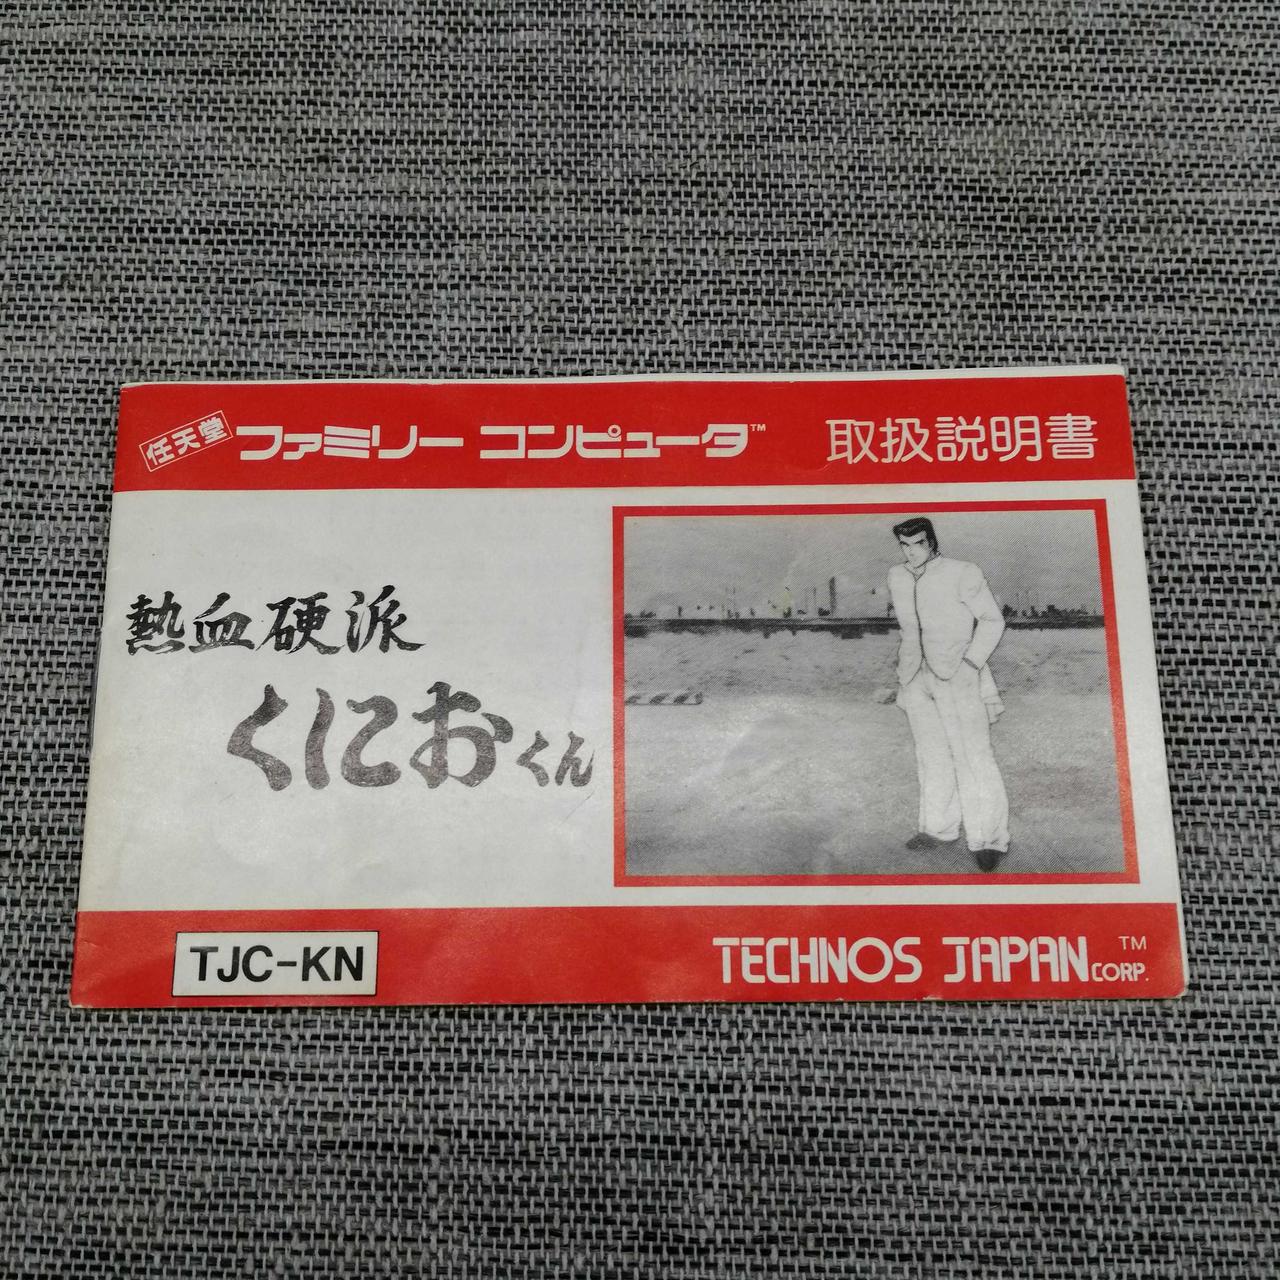 任天堂 ファミリー コンピュータ™ 取扱説明書
熱血硬派
くにおくん
TJC-KN
TECHNOS JAPAN CORP.™